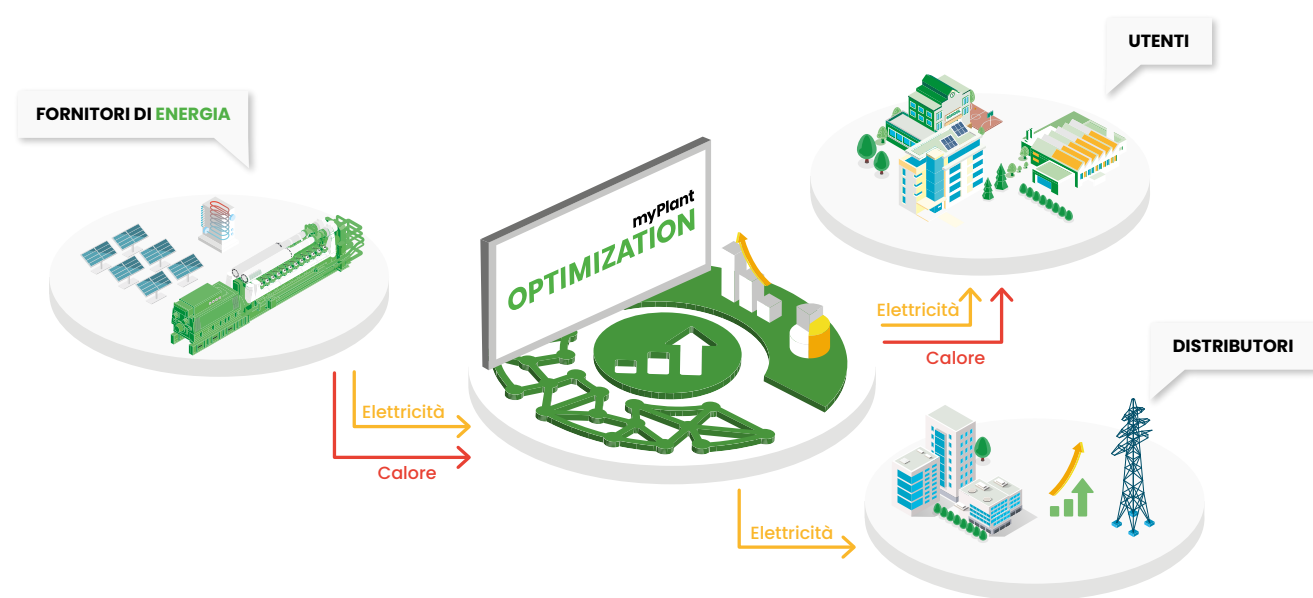 UTENTI
FORNITORI DI ENERGIA
myPlant
OPTIMIZATION
Elettricità
Calore
DISTRIBUTORI
Elettricità
Calore
Elettricità